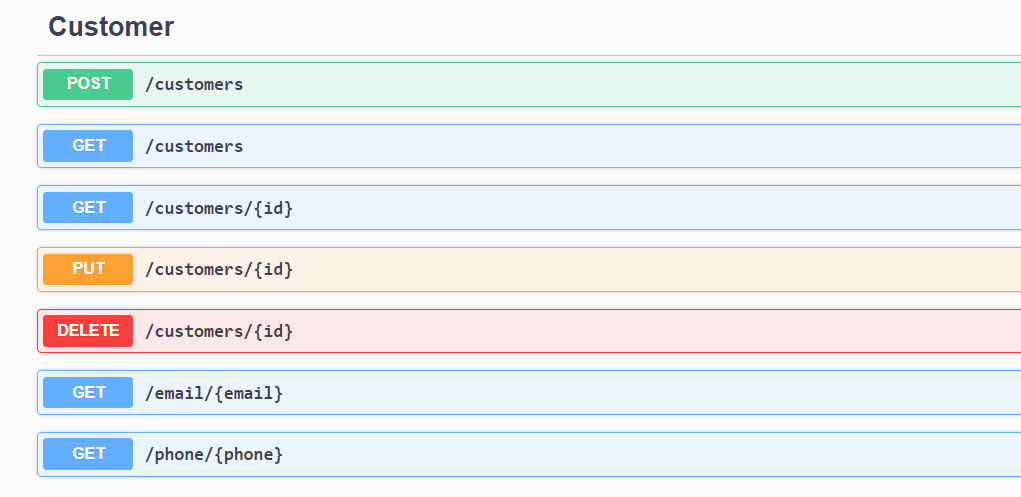 Customer
POST /customers
GET /customers
GET /customers/{id}
PUT /customers/{id}
DELETE /customers/{id}
GET /email/{email}
GET /phone/{phone}